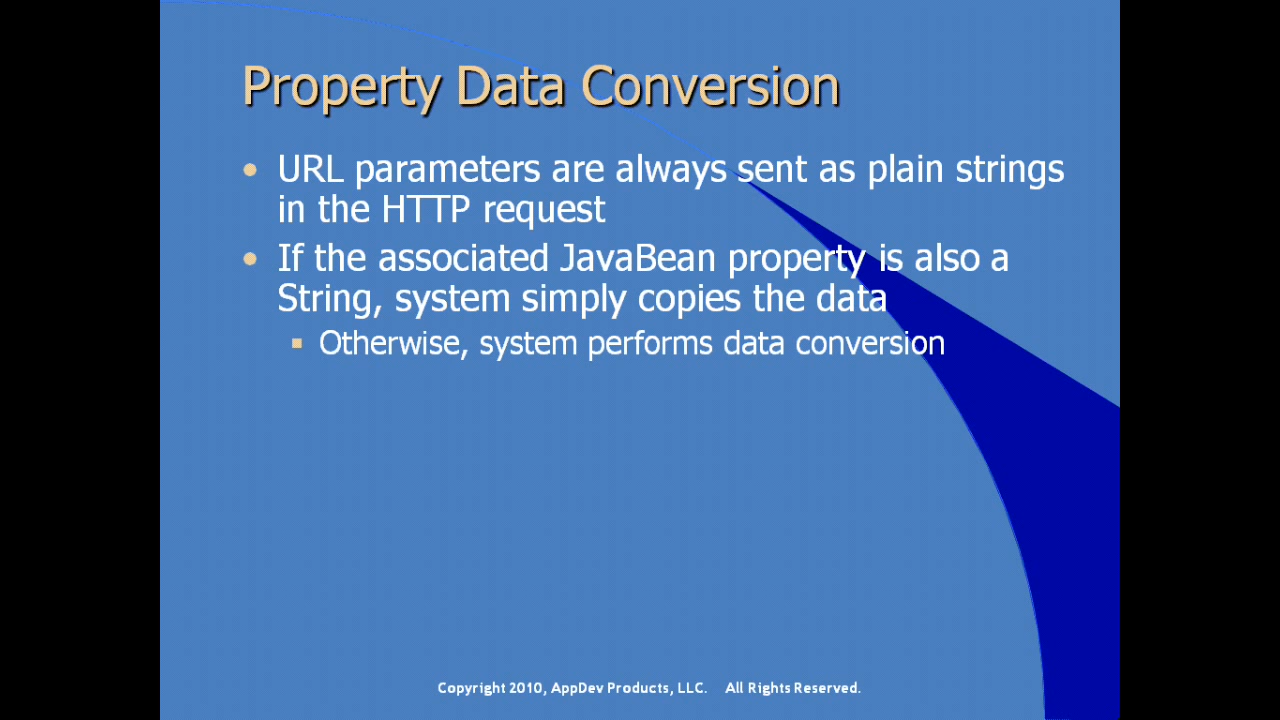 Property Data Conversion
URL parameters are always sent as plain strings
in the HTTP request
If the associated JavaBean property is also a
String, system simply copies the data
Otherwise, system performs data conversion
Copyright 2010, AppDev Products, LLC. All Rights Reserved.